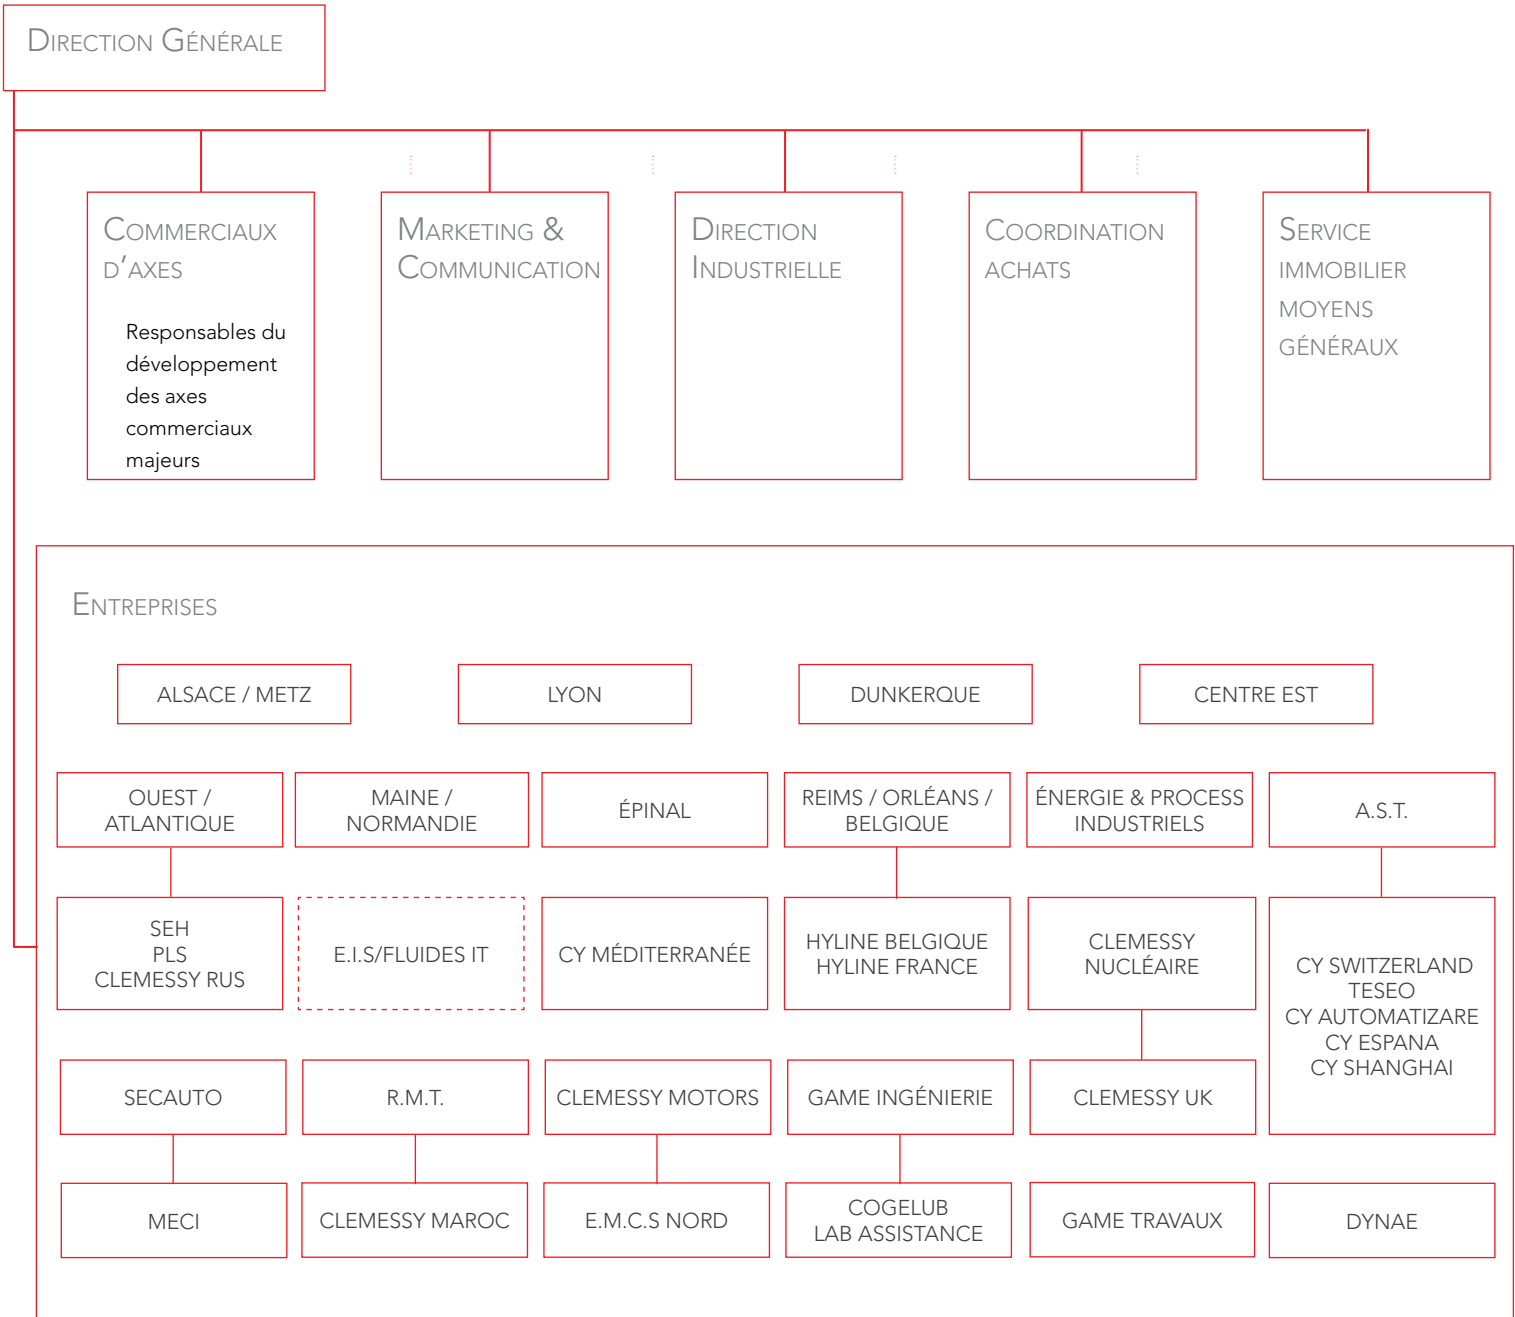 Direction Générale
Commerciaux
d'axes
Responsables du
développement
des axes
commerciaux
majeurs
Marketing &
Communication
Direction
Industrielle
Coordination
achats
Service
immobilier
moyens
généraux
Entreprises
ALSACE / METZ
LYON
DUNKERQUE
CENTRE EST
OUEST /
ATLANTIQUE
MAINE /
NORMANDIE
ÉPINAL
REIMS / ORLÉANS /
BELGIQUE
ÉNERGIE & PROCESS
INDUSTRIELS
A.S.T.
SEH
PLS
CLEMESSY RUS
E.I.S/FLUIDES IT
CY MÉDITERRANÉE
HYLINE BELGIQUE
HYLINE FRANCE
CLEMESSY
NUCLÉAIRE
CY SWITZERLAND
TESEO
CY AUTOMATIZARE
CY ESPANA
CY SHANGHAI
SECAUTO
R.M.T.
CLEMESSY MOTORS
GAME INGÉNIERIE
CLEMESSY UK
MECI
CLEMESSY MAROC
E.M.C.S NORD
COGELUB
LAB ASSISTANCE
GAME TRAVAUX
DYNAE